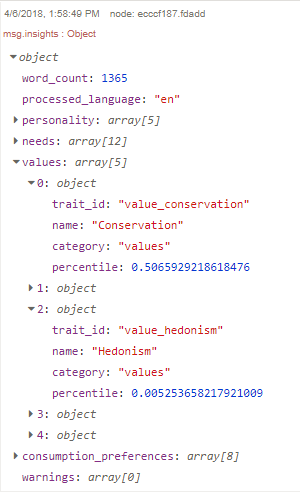 4/6/2018, 1:58:49 PM node: ecccf187.fdadd
msg.insights : Object
object
word_count: 1365
processed_language: "en"
personality: array[5]
needs: array[12]
values: array[5]
0: object
trait_id: "value_conservation"
name: "Conservation"
category: "values"
percentile: 0.5065929218618476
1: object
2: object
trait_id: "value_hedonism"
name: "Hedonism"
category: "values"
percentile: 0.005253658217921009
3: object
4: object
consumption_preferences: array[8]
warnings: array[0]